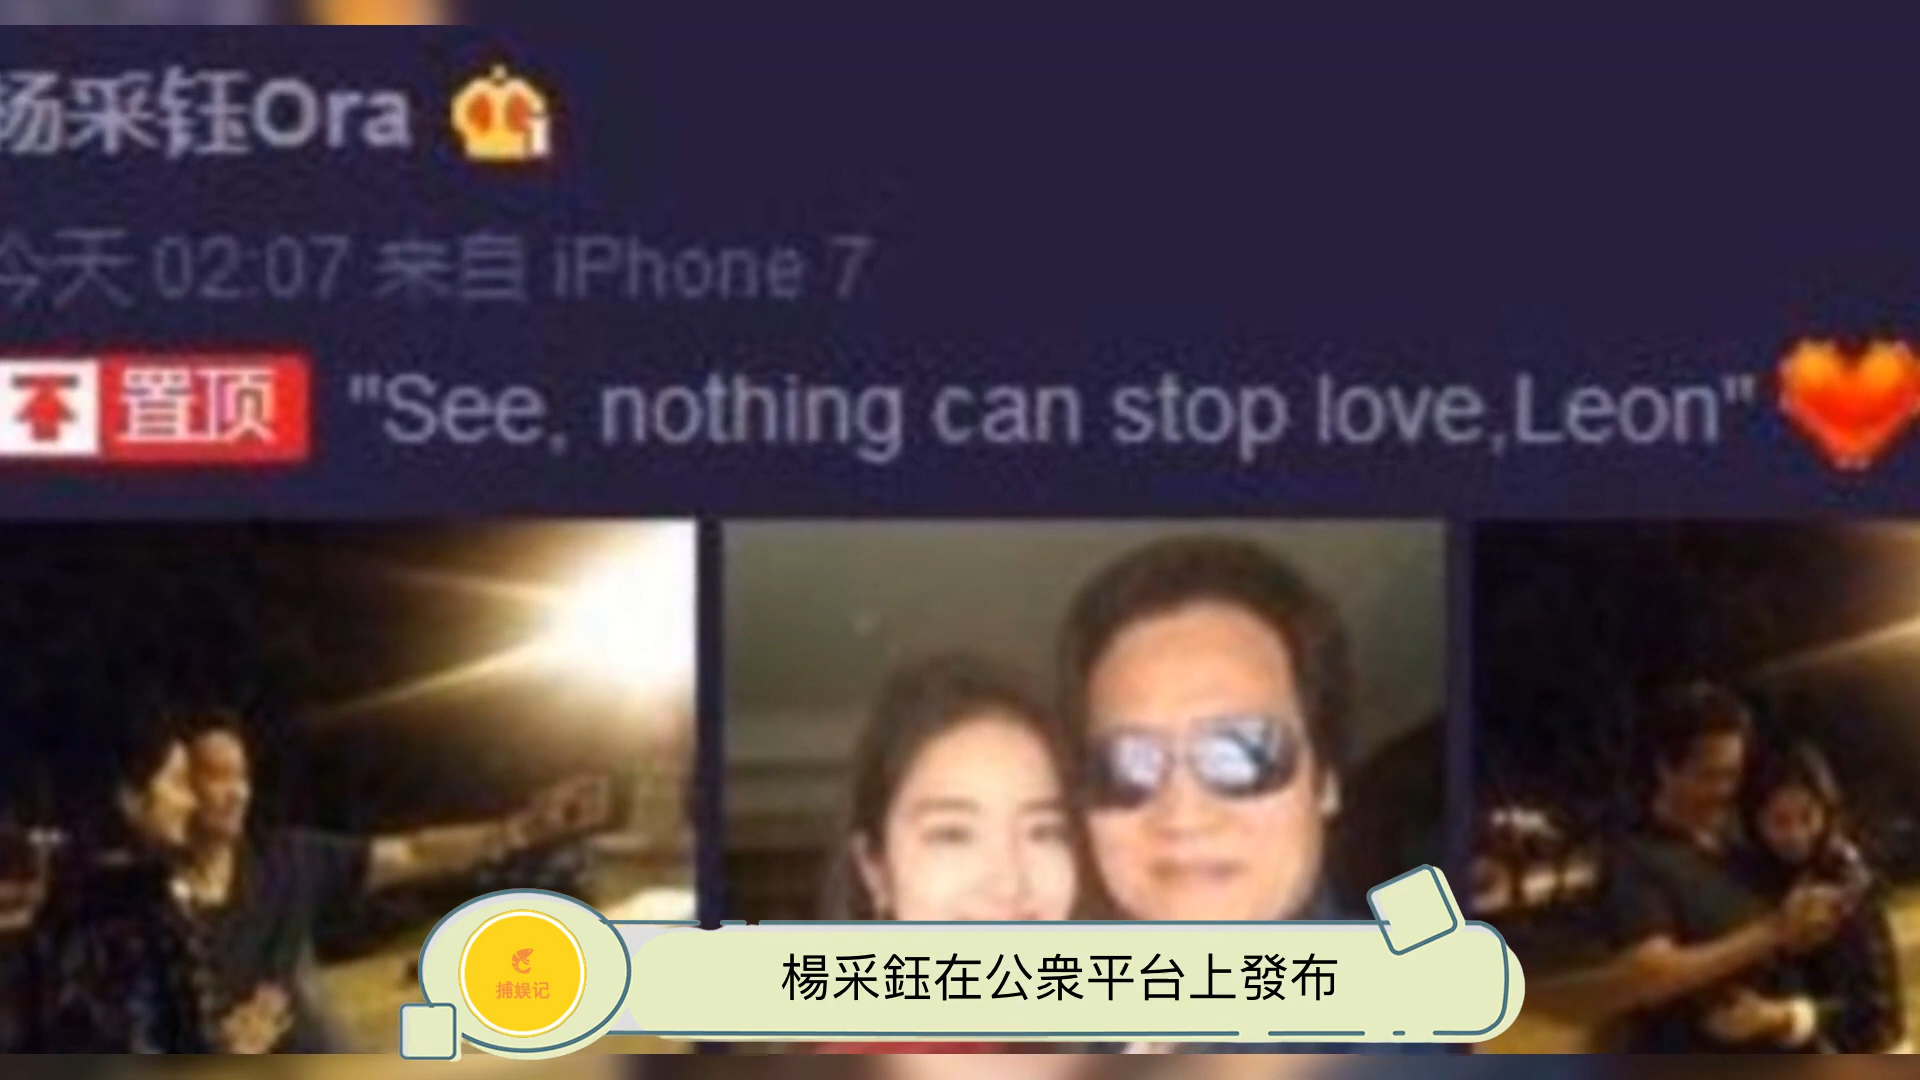 杨采钰Ora
今天 02:07 来自 iPhone 7
置顶 "See, nothing can stop love,Leon"
捕娱记
楊采鈺在公衆平台上發布